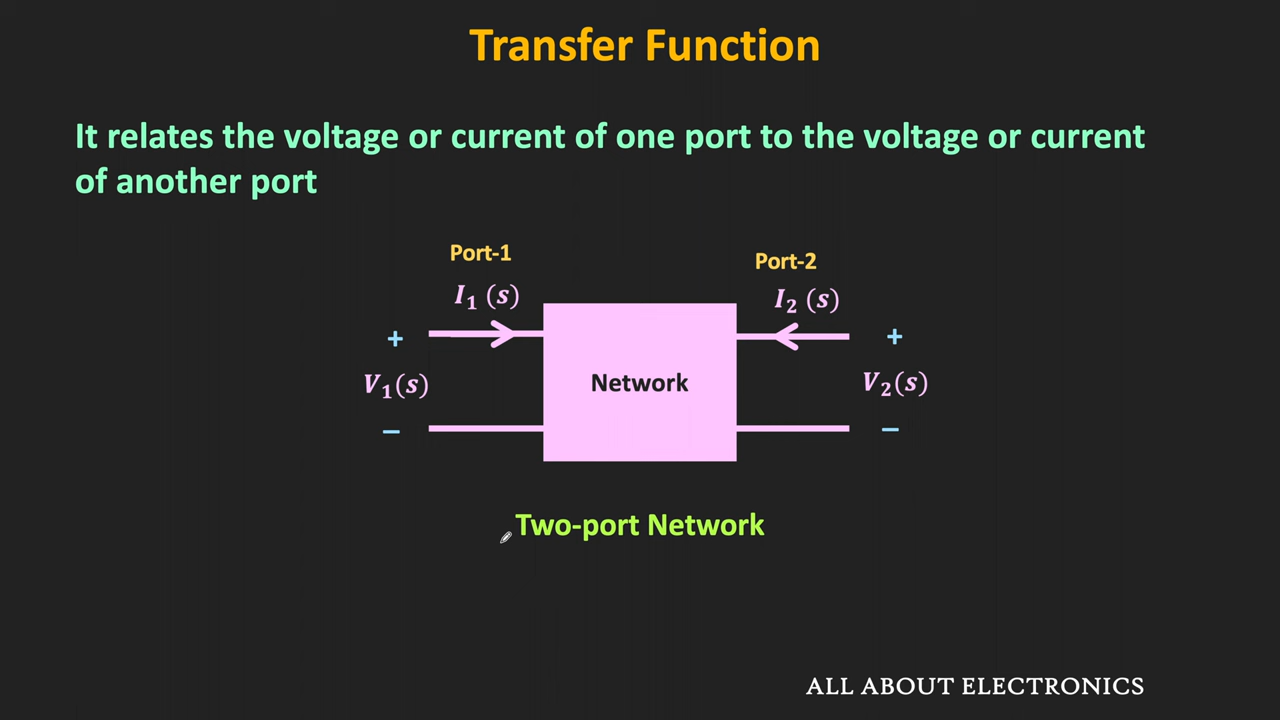 Transfer Function
It relates the voltage or current of one port to the voltage or current
of another port
Port-1
Port-2
I₁ (s)
I₂ (s)
+
+
V₁(s)
Network
V₂(s)
–
–
Two-port Network
ALL ABOUT ELECTRONICS